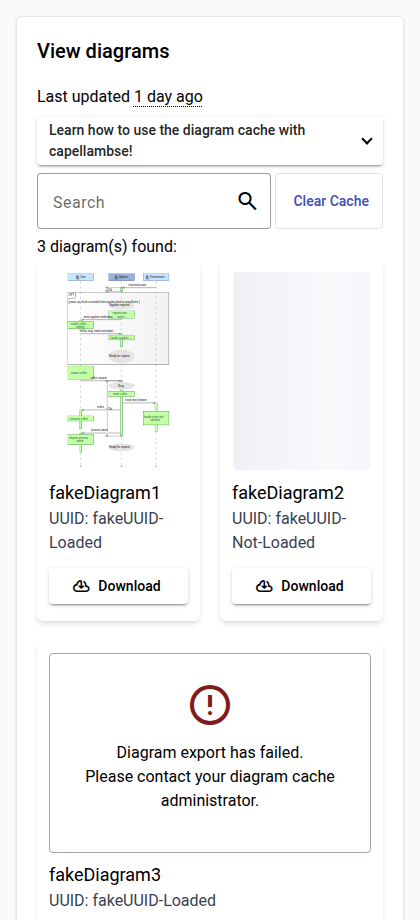 View diagrams
Last updated 1 day ago
Learn how to use the diagram cache with
capellambse!
Search
Clear Cache
3 diagram(s) found:
fakeDiagram1
UUID: fakeUUID-
Loaded
Download
fakeDiagram2
UUID: fakeUUID-
Not-Loaded
Download
Diagram export has failed.
Please contact your diagram cache
administrator.
fakeDiagram3
UUID: fakeUUID-Loaded